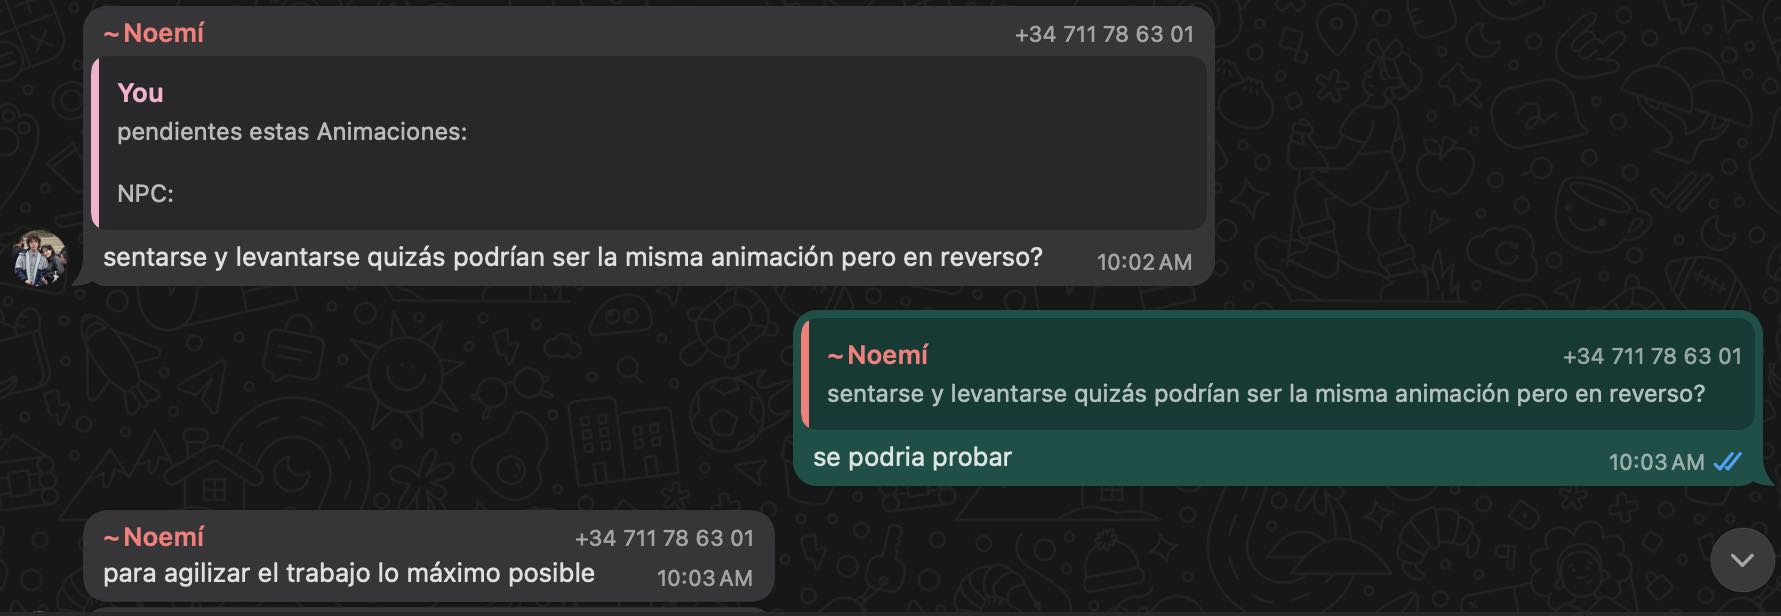 ~Noemí +34 711 78 63 01
You
pendientes estas Animaciones:
NPC:
sentarse y levantarse quizás podrían ser la misma animación pero en reverso? 10:02 AM
~Noemí +34 711 78 63 01
sentarse y levantarse quizás podrían ser la misma animación pero en reverso?
se podria probar 10:03 AM
~Noemí +34 711 78 63 01
para agilizar el trabajo lo máximo posible 10:03 AM